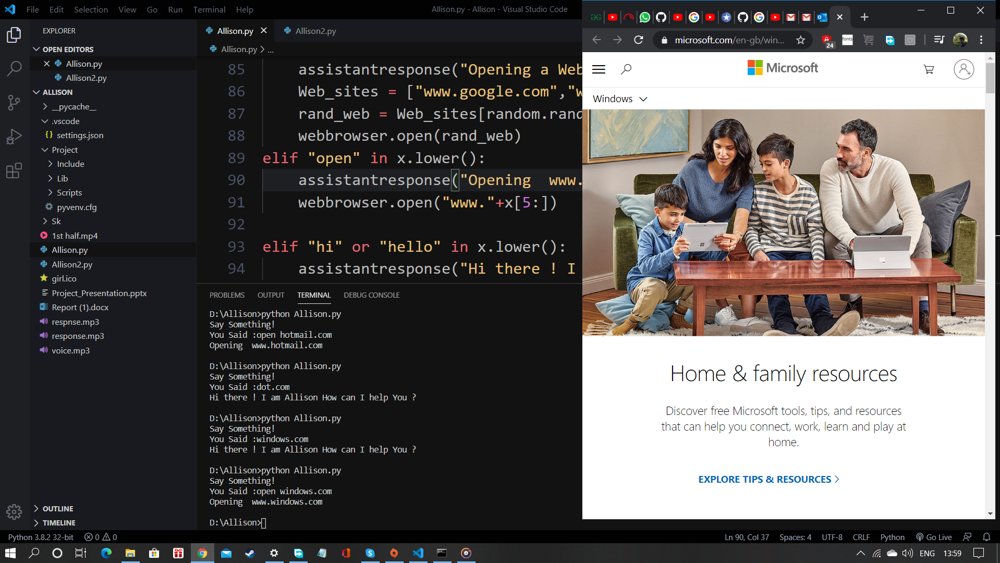 File Edit Selection View Go Run Terminal Help
Allison.py - Allison - Visual Studio Code
EXPLORER
OPEN EDITORS
Allison.py
Allison2.py
ALLISON
__pycache__
.vscode
settings.json
Project
Include
Lib
Scripts
pyvenv.cfg
Sk
1st half.mp4
Allison.py
Allison2.py
girl.ico
Project_Presentation.pptx
Report (1).docx
respnse.mp3
response.mp3
voice.mp3
OUTLINE
TIMELINE
Allison.py Allison2.py
Allison.py > ...
85 assistantresponse("Opening a Web
86 Web_sites = ["www.google.com","w
87 rand_web = Web_sites[random.rand
88 webbrowser.open(rand_web)
89 elif "open" in x.lower():
90 assistantresponse("Opening  www.
91 webbrowser.open("www."+x[5:])
92
93 elif "hi" or "hello" in x.lower():
94 assistantresponse("Hi there ! I
PROBLEMS OUTPUT TERMINAL DEBUG CONSOLE
D:\Allison>python Allison.py
Say Something!
You Said :open hotmail.com
Opening  www.hotmail.com
D:\Allison>python Allison.py
Say Something!
You Said :dot.com
Hi there ! I am Allison How can I help You ?
D:\Allison>python Allison.py
Say Something!
You Said :windows.com
Hi there ! I am Allison How can I help You ?
D:\Allison>python Allison.py
Say Something!
You Said :open windows.com
Opening  www.windows.com
D:\Allison>
microsoft.com/en-gb/win...
24
fonts
Microsoft
Windows
Home & family resources
Discover free Microsoft tools, tips, and resources
that can help you connect, work, learn and play at
home.
EXPLORE TIPS & RESOURCES >
Python 3.8.2 32-bit 0 0
Ln 90, Col 37 Spaces: 4 UTF-8 CRLF Python Go Live
ENG 13:59